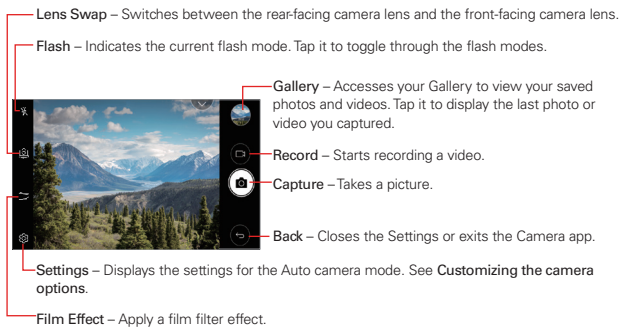 Lens Swap – Switches between the rear-facing camera lens and the front-facing camera lens.
Flash – Indicates the current flash mode. Tap it to toggle through the flash modes.
Gallery – Accesses your Gallery to view your saved
photos and videos. Tap it to display the last photo or
video you captured.
Record – Starts recording a video.
Capture – Takes a picture.
Back – Closes the Settings or exits the Camera app.
Settings – Displays the settings for the Auto camera mode. See Customizing the camera
options.
Film Effect – Apply a film filter effect.